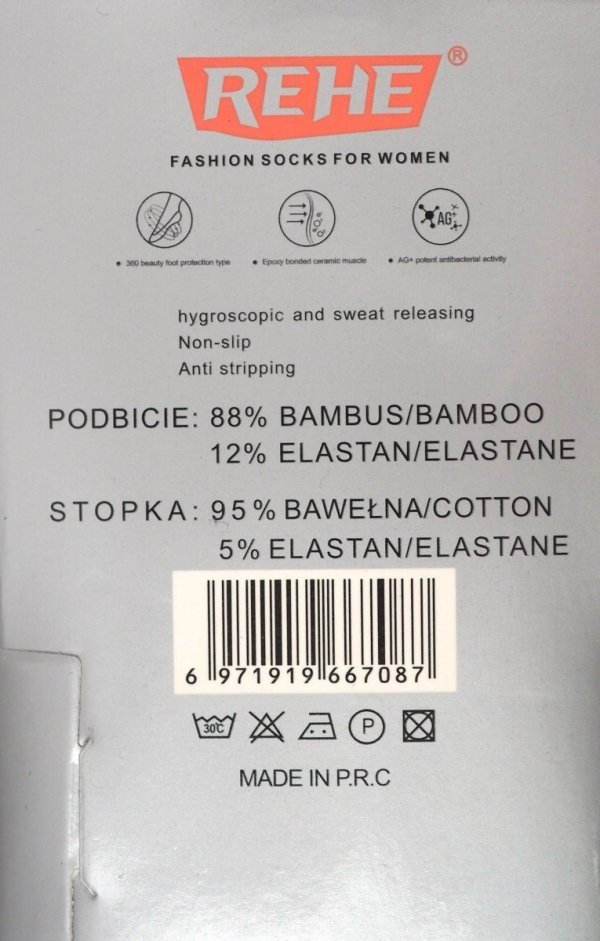 REHE®
FASHION SOCKS FOR WOMEN
AG+
• 360 beauty foot protection type • Epoxy bonded ceramic muscle • AG+ potent antibacterial activity
hygroscopic and sweat releasing
Non-slip
Anti stripping
PODBICIE: 88% BAMBUS/BAMBOO
12% ELASTAN/ELASTANE
STOPKA: 95% BAWEŁNA/COTTON
5% ELASTAN/ELASTANE
6 971919 667087
30°C P
MADE IN P.R.C